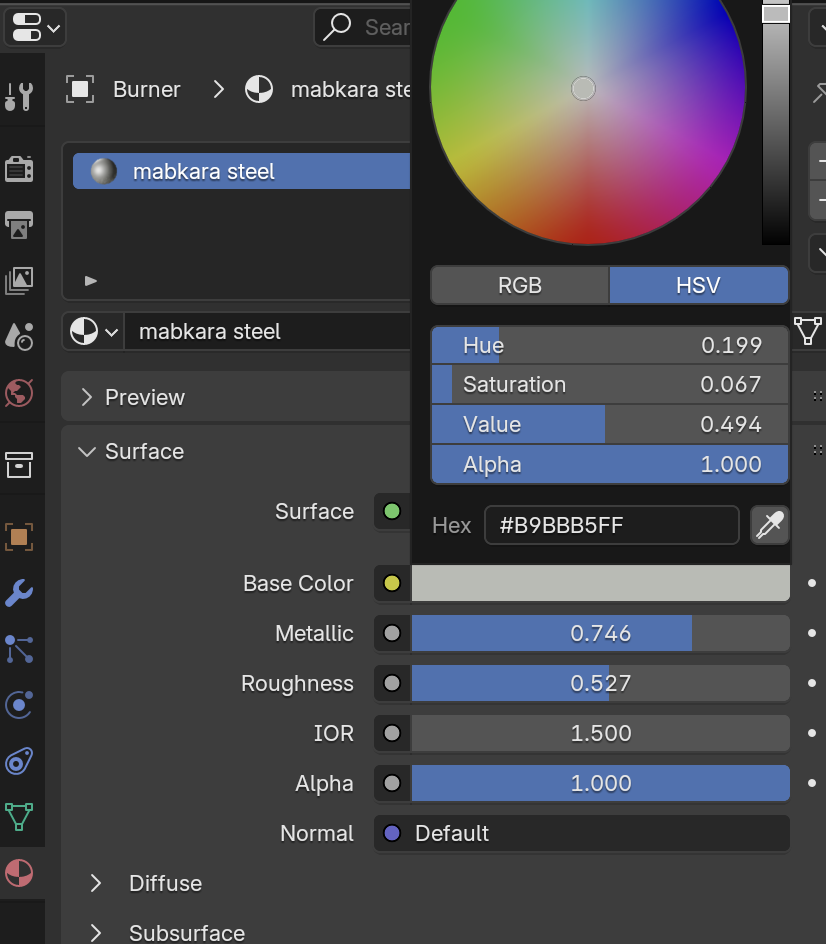 Sear
Burner > mabkara ste
mabkara steel
RGB HSV
mabkara steel
Hue 0.199
Saturation 0.067
Preview
Value 0.494
Surface
Alpha 1.000
Surface
Hex #B9BBB5FF
Base Color
Metallic 0.746
Roughness 0.527
IOR 1.500
Alpha 1.000
Normal Default
Diffuse
Subsurface